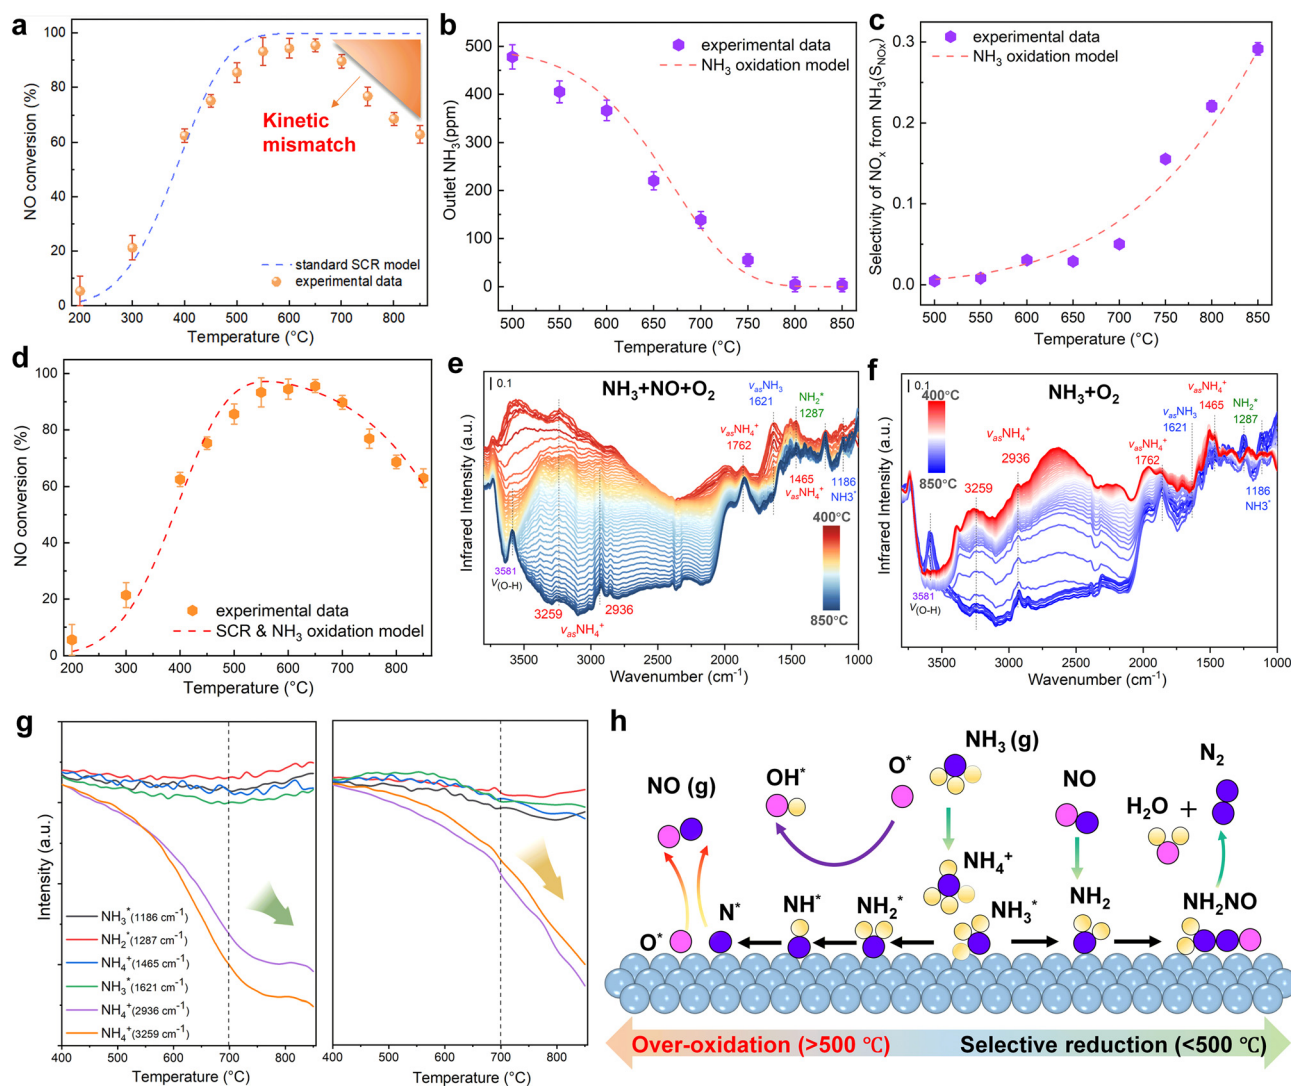 a
NO conversion (%)
100
80
60
40
20
0
200 300 400 500 600 700 800
Temperature (°C)
Kinetic
mismatch
standard SCR model
experimental data
b
Outlet NH₃(ppm)
500
400
300
200
100
0
500 550 600 650 700 750 800 850
Temperature (°C)
experimental data
NH₃ oxidation model
c
Selectivity of NOₓ from NH₃(S_NOx)
0.3
0.2
0.1
0.0
500 550 600 650 700 750 800 850
Temperature (°C)
experimental data
NH₃ oxidation model
d
NO conversion (%)
100
80
60
40
20
0
200 300 400 500 600 700 800
Temperature (°C)
experimental data
SCR & NH₃ oxidation model
e
0.1
NH₃+NO+O₂
Infrared Intensity (a.u.)
νasNH₃
1621
NH₂*
1287
νasNH₄⁺
1762
1465
νasNH₄⁺
1186
NH3*
400°C
850°C
3581
ν(O-H)
3259
2936
νasNH₄⁺
3500 3000 2500 2000 1500 1000
Wavenumber (cm⁻¹)
f
0.1
400°C
850°C
NH₃+O₂
Infrared Intensity (a.u.)
νasNH₄⁺
1465
νasNH₃
1621
NH₂*
1287
νasNH₄⁺
2936
νasNH₄⁺
1762
3259
1186
NH3*
3581
ν(O-H)
3500 3000 2500 2000 1500 1000
Wavenumber (cm⁻¹)
g
Intensity (a.u.)
NH₃*(1186 cm⁻¹)
NH₂*(1287 cm⁻¹)
NH₄⁺(1465 cm⁻¹)
NH₃*(1621 cm⁻¹)
NH₄⁺(2936 cm⁻¹)
NH₄⁺(3259 cm⁻¹)
400 500 600 700 800
Temperature (°C)
400 500 600 700 800
Temperature (°C)
h
NH₃ (g)
NO (g)
OH*
O*
NO
N₂
H₂O +
NH₄⁺
O*
N*
NH*
NH₂*
NH₃*
NH₂
NH₂NO
Over-oxidation (>500 ℃)
Selective reduction (<500 ℃)